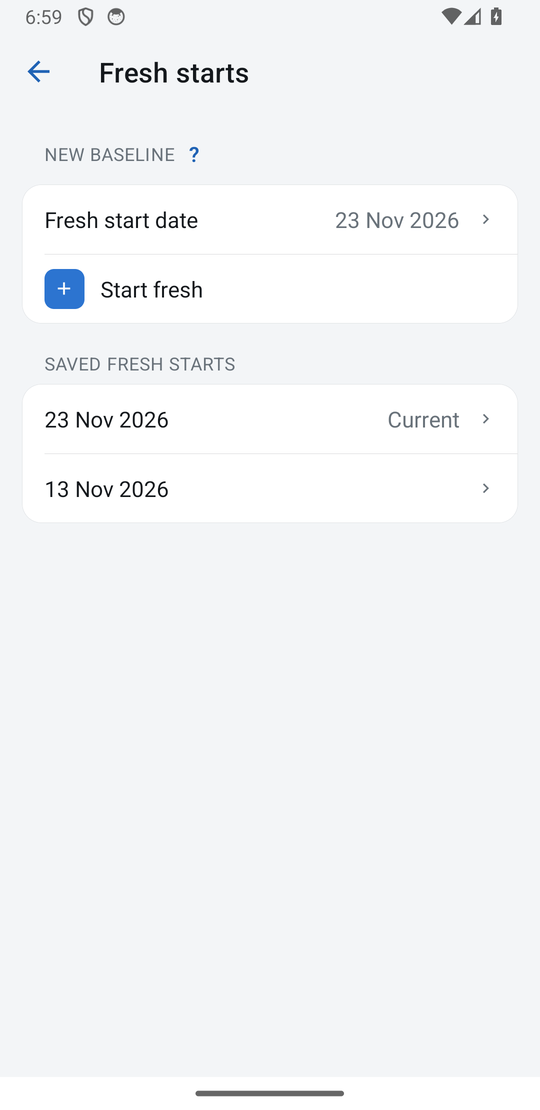 6:59
Fresh starts
NEW BASELINE ?
Fresh start date 23 Nov 2026
+ Start fresh
SAVED FRESH STARTS
23 Nov 2026 Current
13 Nov 2026